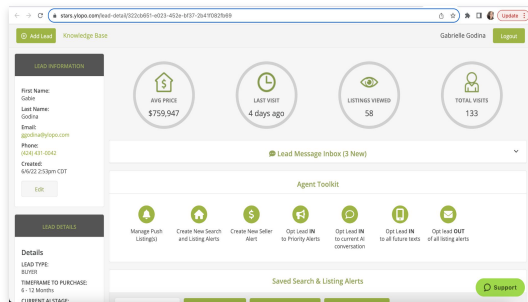 stars.ylopo.com/lead-detail/322cb651-e023-462e-bf37-2b41f082fb69
Update
Add Lead
Knowledge Base
Gabrielle Godina
Logout
LEAD INFORMATION
First Name:
Gabie
Last Name:
Godina
Email:
ggodina@ylopo.com
Phone:
(424) 431-0042
Created:
6/6/22 2:53pm CDT
Edit
LEAD DETAILS
Details
LEAD TYPE:
BUYER
TIMEFRAME TO PURCHASE:
6 - 12 Months
CURRENT AI STAGE:
AVG PRICE
$759,947
LAST VISIT
4 days ago
LISTINGS VIEWED
58
TOTAL VISITS
133
Lead Message Inbox (3 New)
Agent Toolkit
Manage Push
Listing(s)
Create New Search
and Listing Alerts
Create New Seller
Alert
Opt Lead IN
to Priority Alerts
Opt Lead IN
to current AI
conversation
Opt Lead IN
to all future texts
Opt lead OUT
of all listing alerts
Saved Search & Listing Alerts
Support